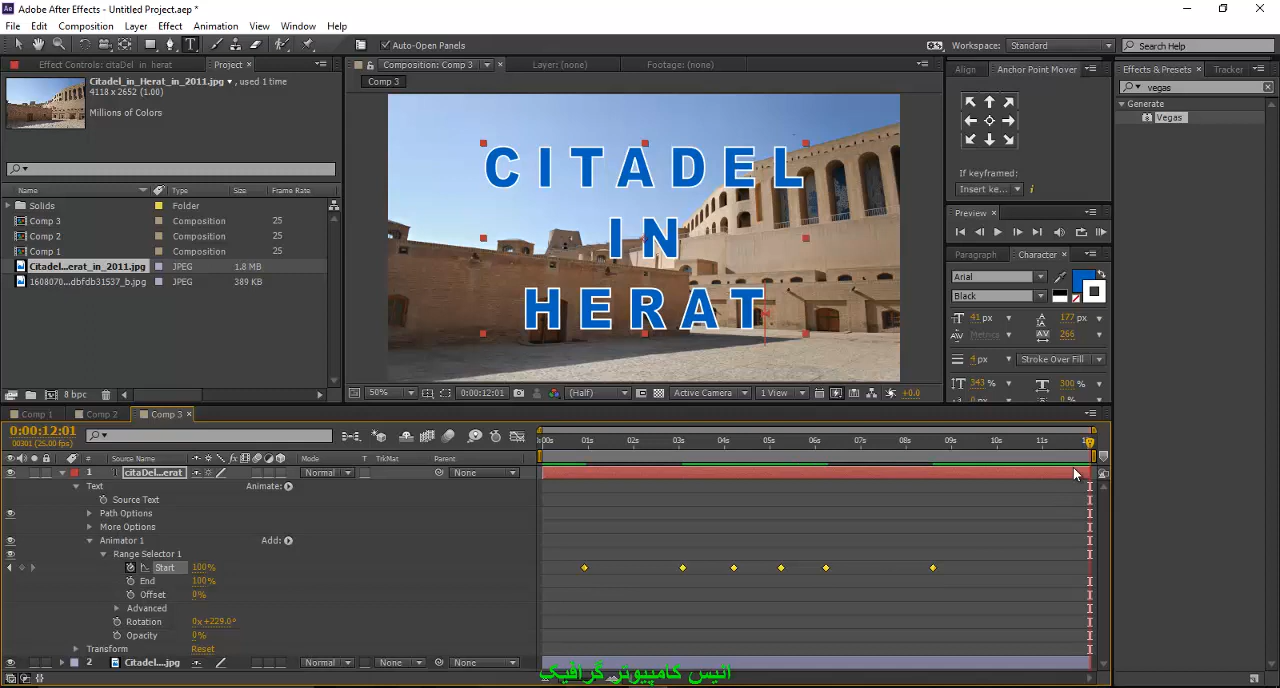 Adobe After Effects - Untitled Project.aep *
File Edit Composition Layer Effect Animation View Window Help
Auto-Open Panels
Workspace: Standard
Search Help
Effect Controls: citaDel in herat
Project
Composition: Comp 3
Layer: (none)
Footage: (none)
Align
Anchor Point Mover
Effects & Presets
Tracker
Citadel_in_Herat_in_2011.jpg , used 1 time
4118 x 2652 (1.00)
Millions of Colors
Comp 3
vegas
Generate
Vegas
CITADEL
IN
HERAT
If keyframed:
Insert ke...
Preview
Paragraph
Character
Arial
Black
41 px
177 px
Metrics
266
4 px
Stroke Over Fill
343 %
300 %
Name Type Size Frame Rate
Solids Folder
Comp 3 Composition 25
Comp 2 Composition 25
Comp 1 Composition 25
Citadel...erat_in_2011.jpg JPEG 1.8 MB
1608070...dbfdb31537_b.jpg JPEG 389 KB
8 bpc
50%
0:00:12:01
(Half)
Active Camera
1 View
+0.0
Comp 1
Comp 2
Comp 3
0:00:12:01
00301 (25.00 fps)
:00s 01s 02s 03s 04s 05s 06s 07s 08s 09s 10s 11s
# Source Name Mode T TrkMat Parent
1 citaDel...erat Normal None
Text Animate:
Source Text
Path Options
More Options
Animator 1 Add:
Range Selector 1
Start 100%
End 100%
Offset 0%
Advanced
Rotation 0x+229.0°
Opacity 0%
Transform Reset
2 Citadel....jpg Normal None None
انیس کامپیوتر گرافیک